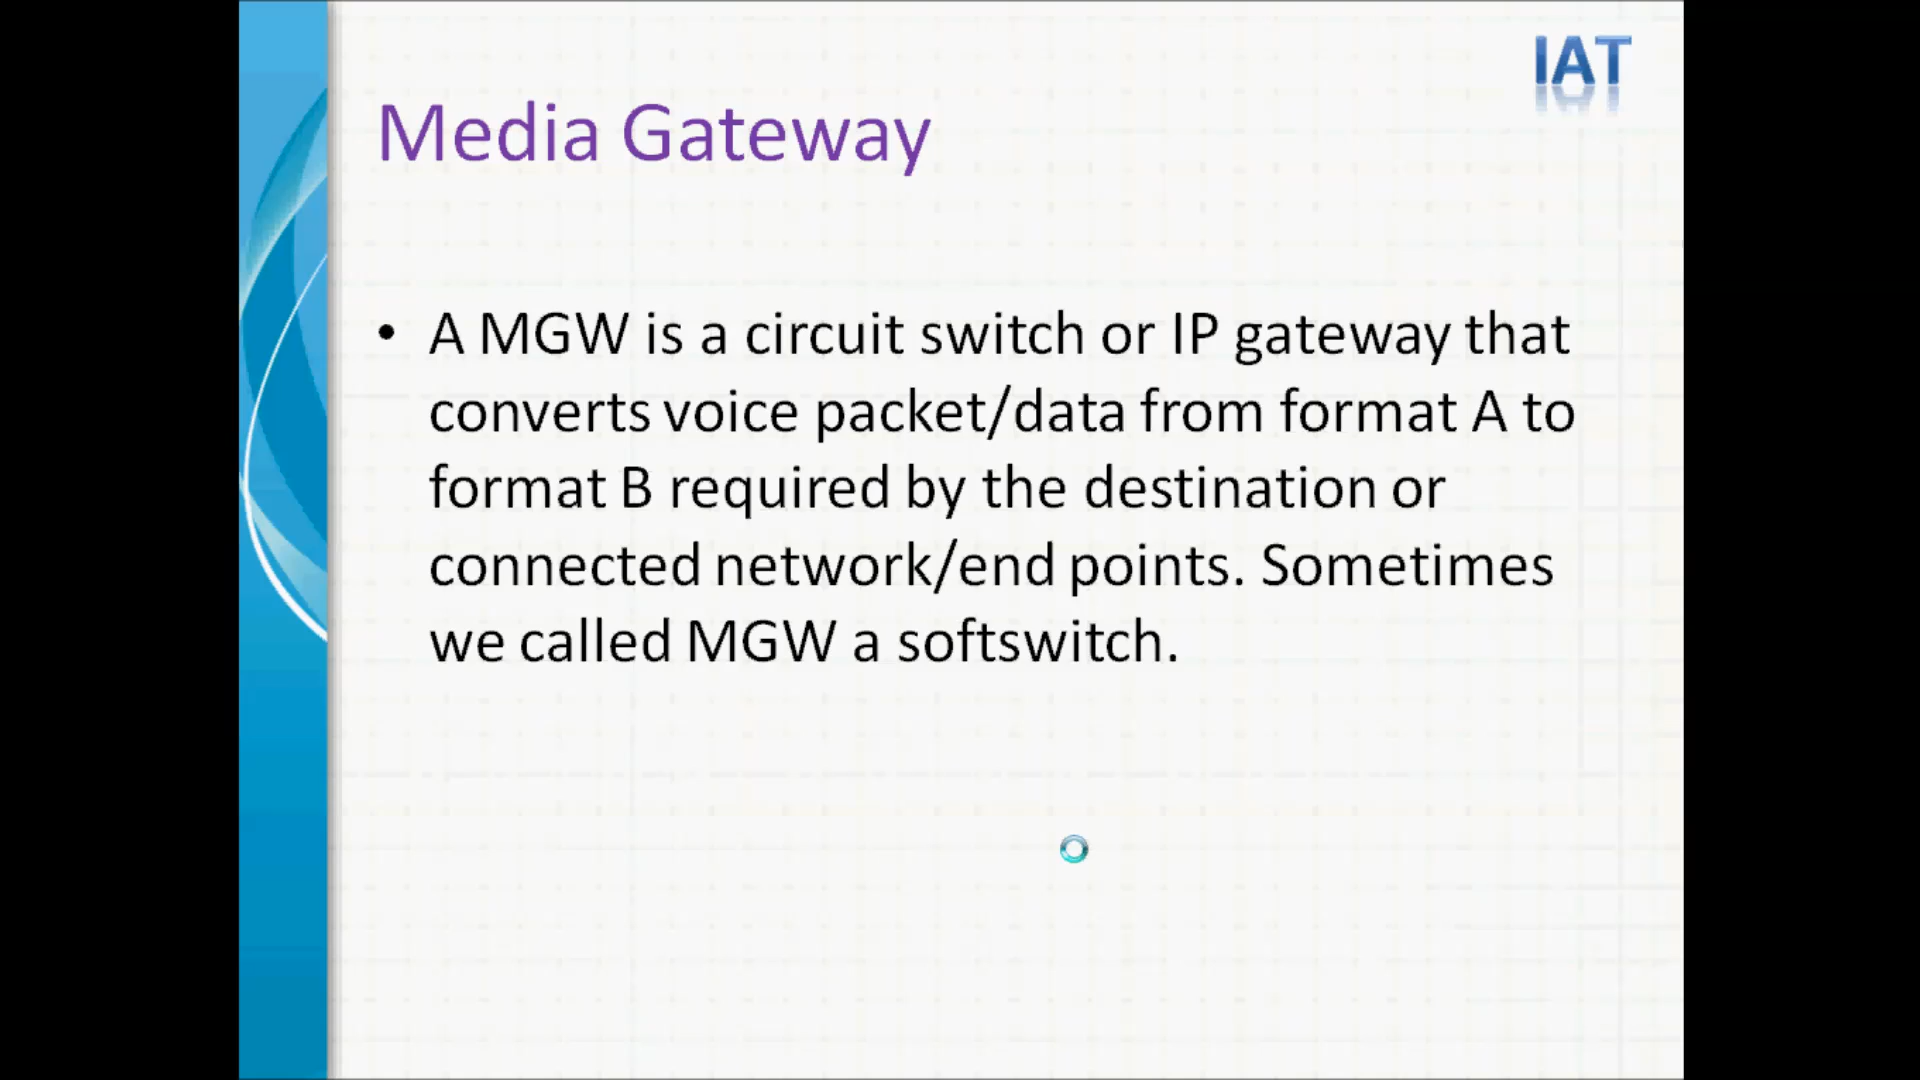 IAT
Media Gateway
• A MGW is a circuit switch or IP gateway that
converts voice packet/data from format A to
format B required by the destination or
connected network/end points. Sometimes
we called MGW a softswitch.